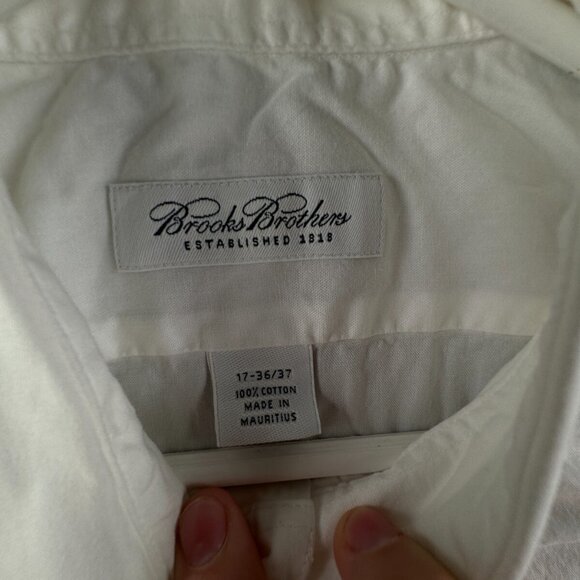 Brooks Brothers
ESTABLISHED 1818
17-36/37
100% COTTON
MADE IN
MAURITIUS